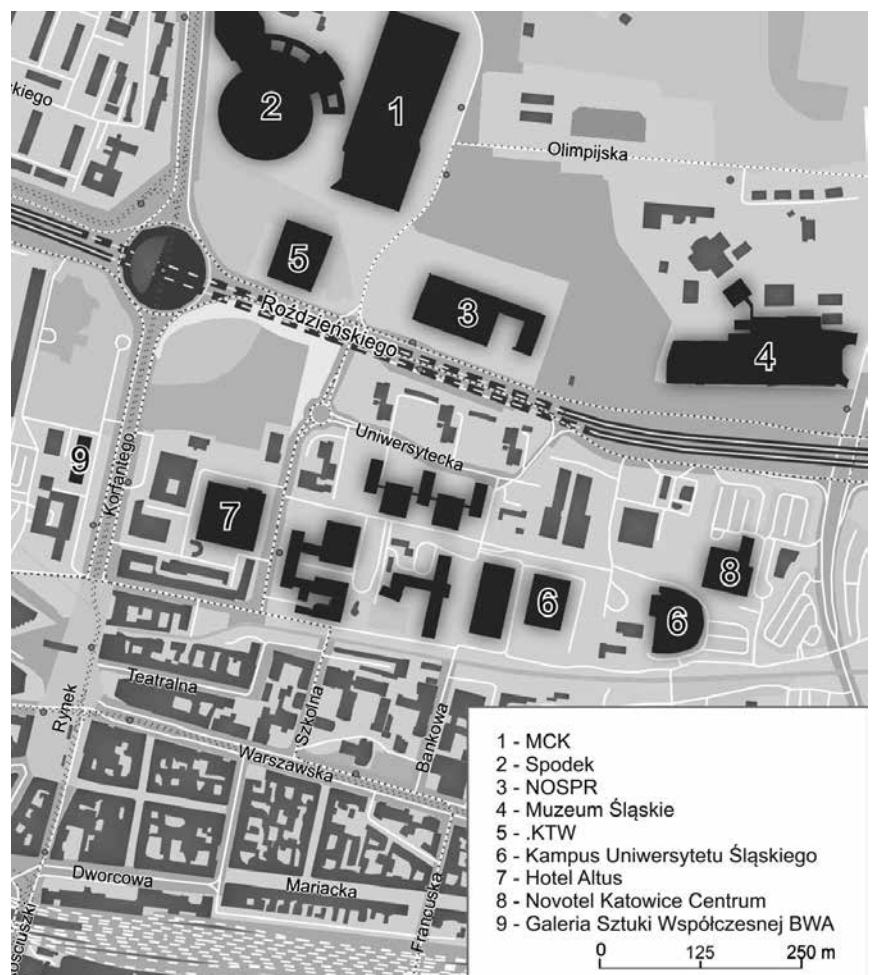 kiego
2
1
Olimpijska
5
3
Roździeńskiego
4
Uniwersytecka
9
Korfantego
7
8
6
6
Teatralna
Rynek
Szkolna
Bankowa
Warszawska
Dworcowa
Mariacka
Francuska
ościuszki
1 - MCK
2 - Spodek
3 - NOSPR
4 - Muzeum Śląskie
5 - .KTW
6 - Kampus Uniwersytetu Śląskiego
7 - Hotel Altus
8 - Novotel Katowice Centrum
9 - Galeria Sztuki Współczesnej BWA
0 125 250 m